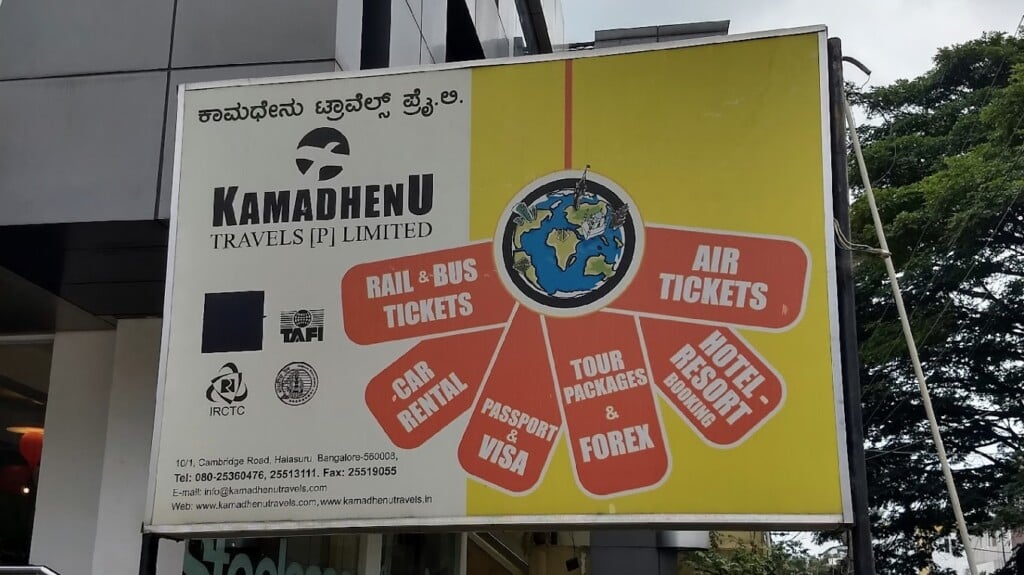 ಕಾಮಧೇನು ಟ್ರಾವೆಲ್ಸ್ ಪ್ರೈ.ಲಿ.
KAMADHENU
TRAVELS [P] LIMITED
RAIL & BUS
TICKETS
AIR
TICKETS
-CAR
RENTAL
PASSPORT
&
VISA
TOUR
PACKAGES
&
FOREX
HOTEL-
RESORT
BOOKING
TAFI
IRCTC
10/1, Cambridge Road, Halasuru, Bangalore-560008,
Tel: 080-25360476, 25513111. Fax: 25519055
E-mail: info@kamadhenutravels.com
Web: www.kamadhenutravels.com, www.kamadhenutravels.in